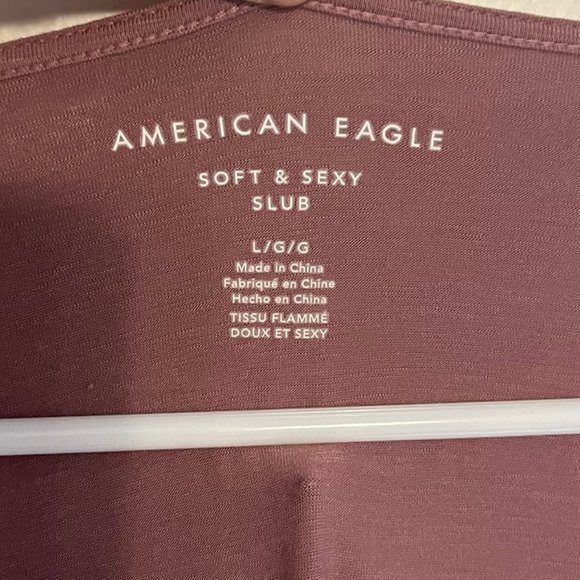 AMERICAN EAGLE
SOFT & SEXY
SLUB
L/G/G
Made in China
Fabriqué en Chine
Hecho en China
TISSU FLAMMÉ
DOUX ET SEXY